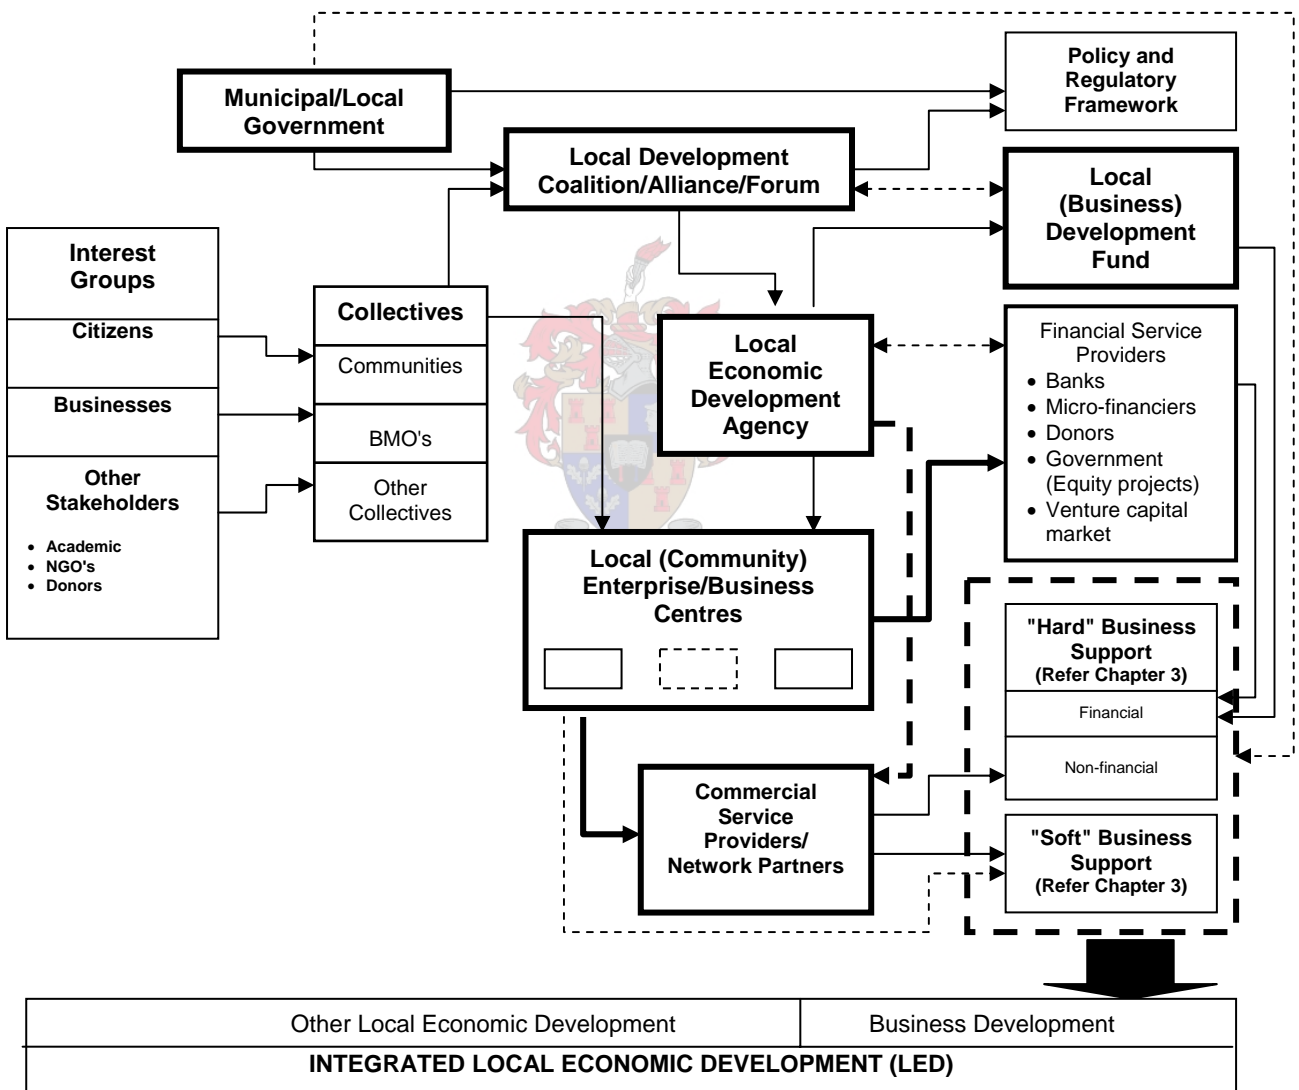 Municipal/Local
Government
Policy and
Regulatory
Framework
Local Development
Coalition/Alliance/Forum
Local
(Business)
Development
Fund
Interest
Groups
Citizens
Businesses
Other
Stakeholders
• Academic
• NGO's
• Donors
Collectives
Communities
BMO's
Other
Collectives
Local
Economic
Development
Agency
Financial Service
Providers
• Banks
• Micro-financiers
• Donors
• Government
(Equity projects)
• Venture capital
market
Local (Community)
Enterprise/Business
Centres
"Hard" Business
Support
(Refer Chapter 3)
Financial
Non-financial
Commercial
Service
Providers/
Network Partners
"Soft" Business
Support
(Refer Chapter 3)
Other Local Economic Development
Business Development
INTEGRATED LOCAL ECONOMIC DEVELOPMENT (LED)